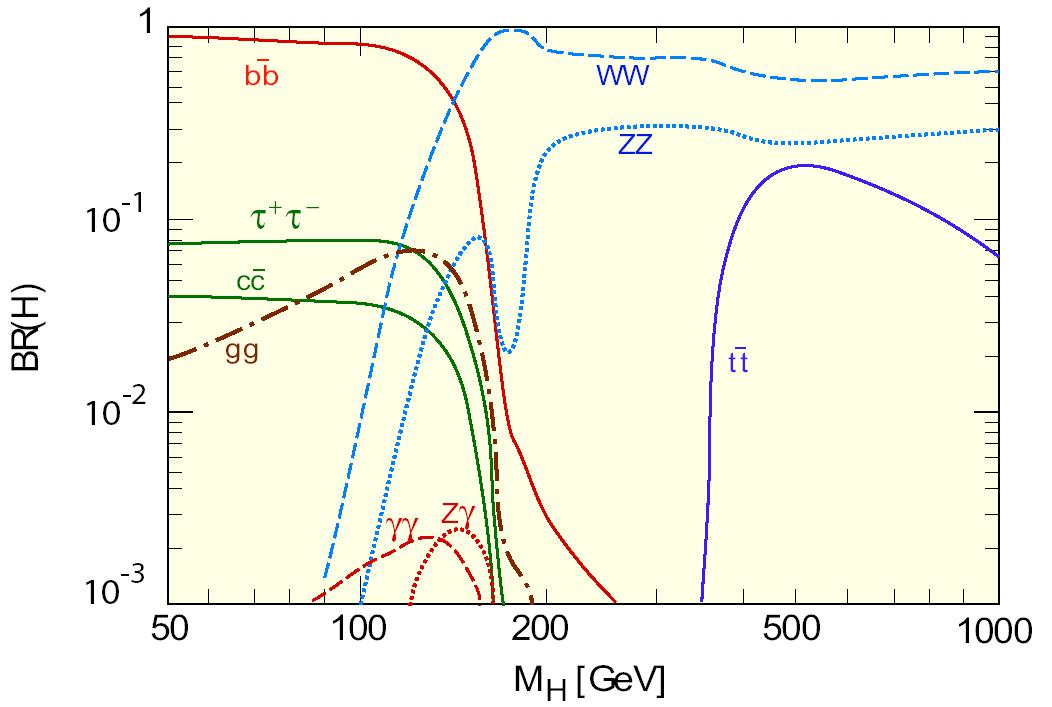 1
bb̄
WW
ZZ
10⁻¹
τ⁺τ⁻
cc̄
BR(H)
gg
tt̄
10⁻²
γγ
Zγ
10⁻³
50 100 200 500 1000
M_H [GeV]